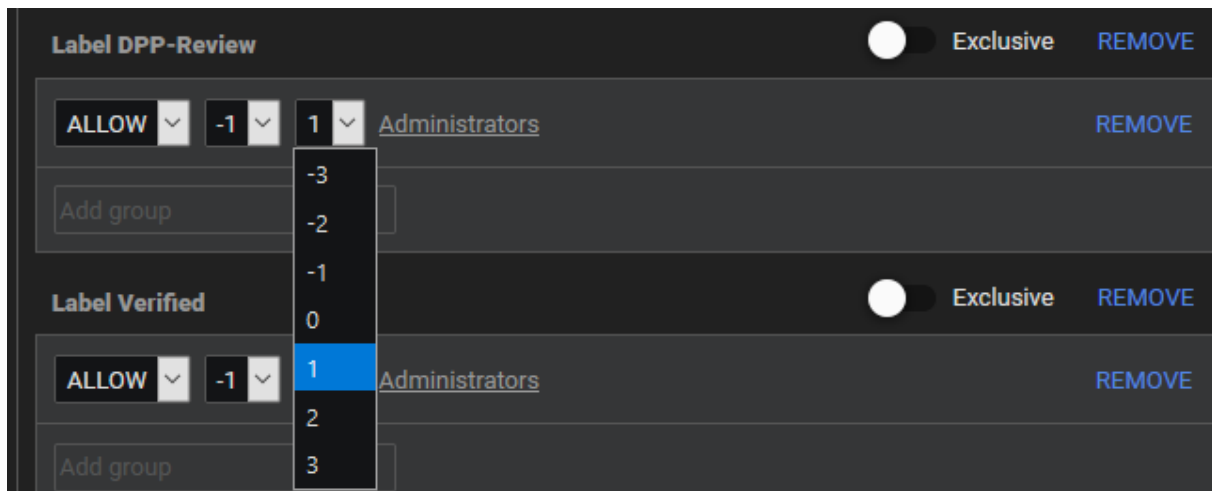 Label DPP-Review Exclusive REMOVE
ALLOW -1 1 Administrators REMOVE
-3
Add group
-2
-1
Label Verified Exclusive REMOVE
0
ALLOW -1 1 Administrators REMOVE
2
Add group 3